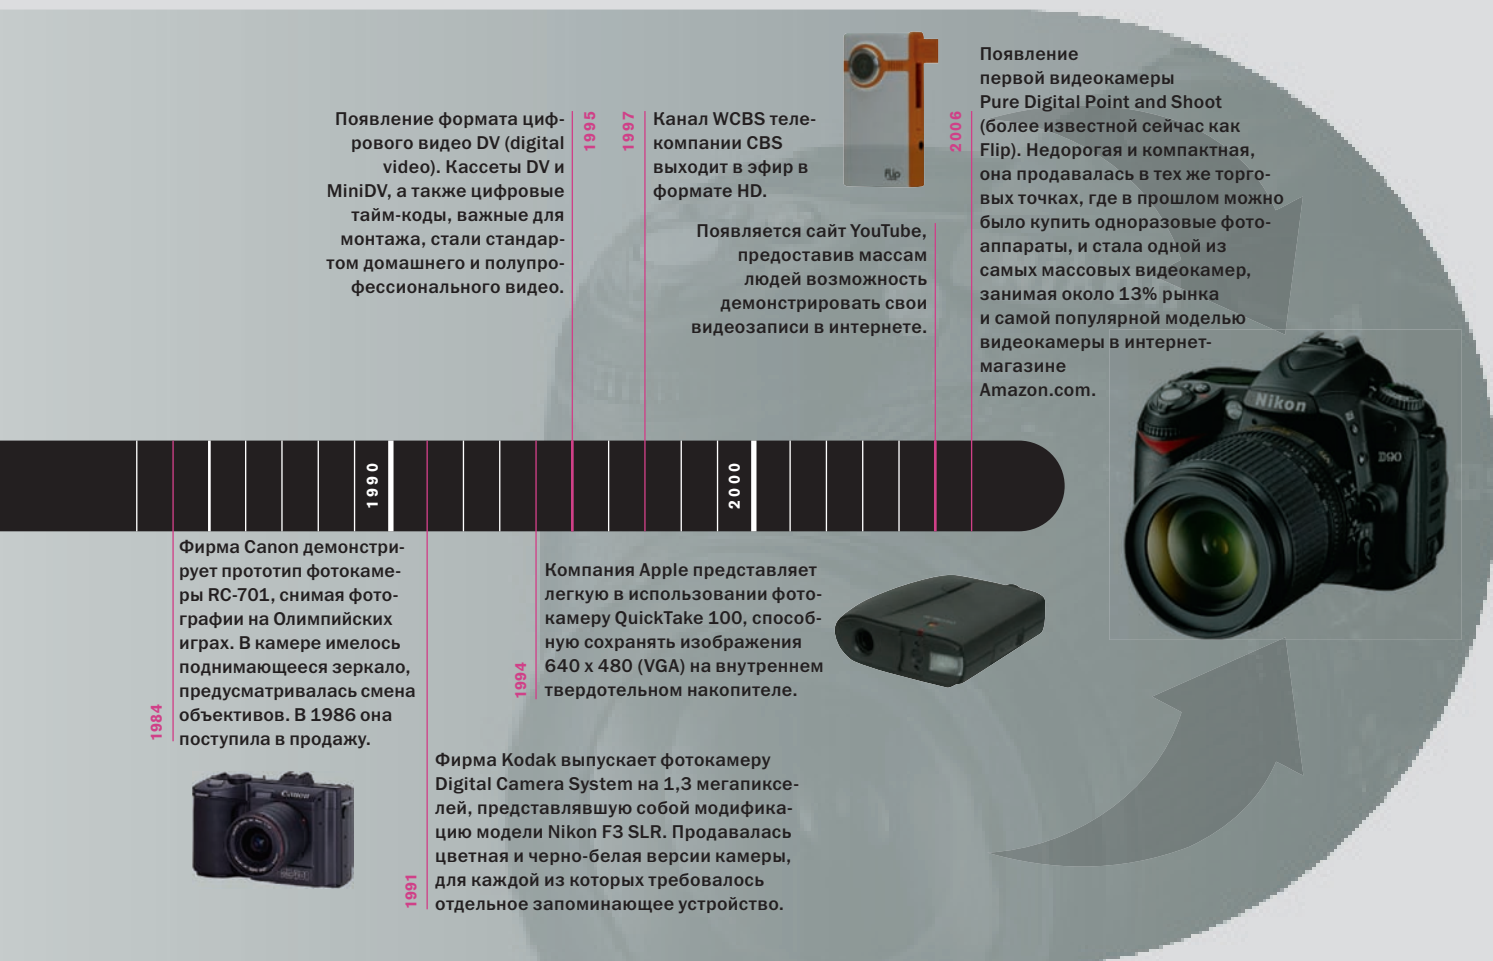 Появление формата циф-
рового видео DV (digital
video). Кассеты DV и
MiniDV, а также цифровые
тайм-коды, важные для
монтажа, стали стандар-
том домашнего и полупро-
фессионального видео.
1995
1997
Канал WCBS теле-
компании CBS
выходит в эфир в
формате HD.
Появляется сайт YouTube,
предоставив массам
людей возможность
демонстрировать свои
видеозаписи в интернете.
flip
2006
Появление
первой видеокамеры
Pure Digital Point and Shoot
(более известной сейчас как
Flip). Недорогая и компактная,
она продавалась в тех же торго-
вых точках, где в прошлом можно
было купить одноразовые фото-
аппараты, и стала одной из
самых массовых видеокамер,
занимая около 13% рынка
и самой популярной моделью
видеокамеры в интернет-
магазине
Amazon.com.
Nikon
D90
1990
2000
Фирма Canon демонстри-
рует прототип фотокаме-
ры RC-701, снимая фото-
графии на Олимпийских
играх. В камере имелось
поднимающееся зеркало,
предусматривалась смена
объективов. В 1986 она
поступила в продажу.
1984
Canon
1994
Компания Apple представляет
легкую в использовании фото-
камеру QuickTake 100, способ-
ную сохранять изображения
640 x 480 (VGA) на внутреннем
твердотельном накопителе.
1991
Фирма Kodak выпускает фотокамеру
Digital Camera System на 1,3 мегапиксе-
лей, представлявшую собой модифика-
цию модели Nikon F3 SLR. Продавалась
цветная и черно-белая версии камеры,
для каждой из которых требовалось
отдельное запоминающее устройство.